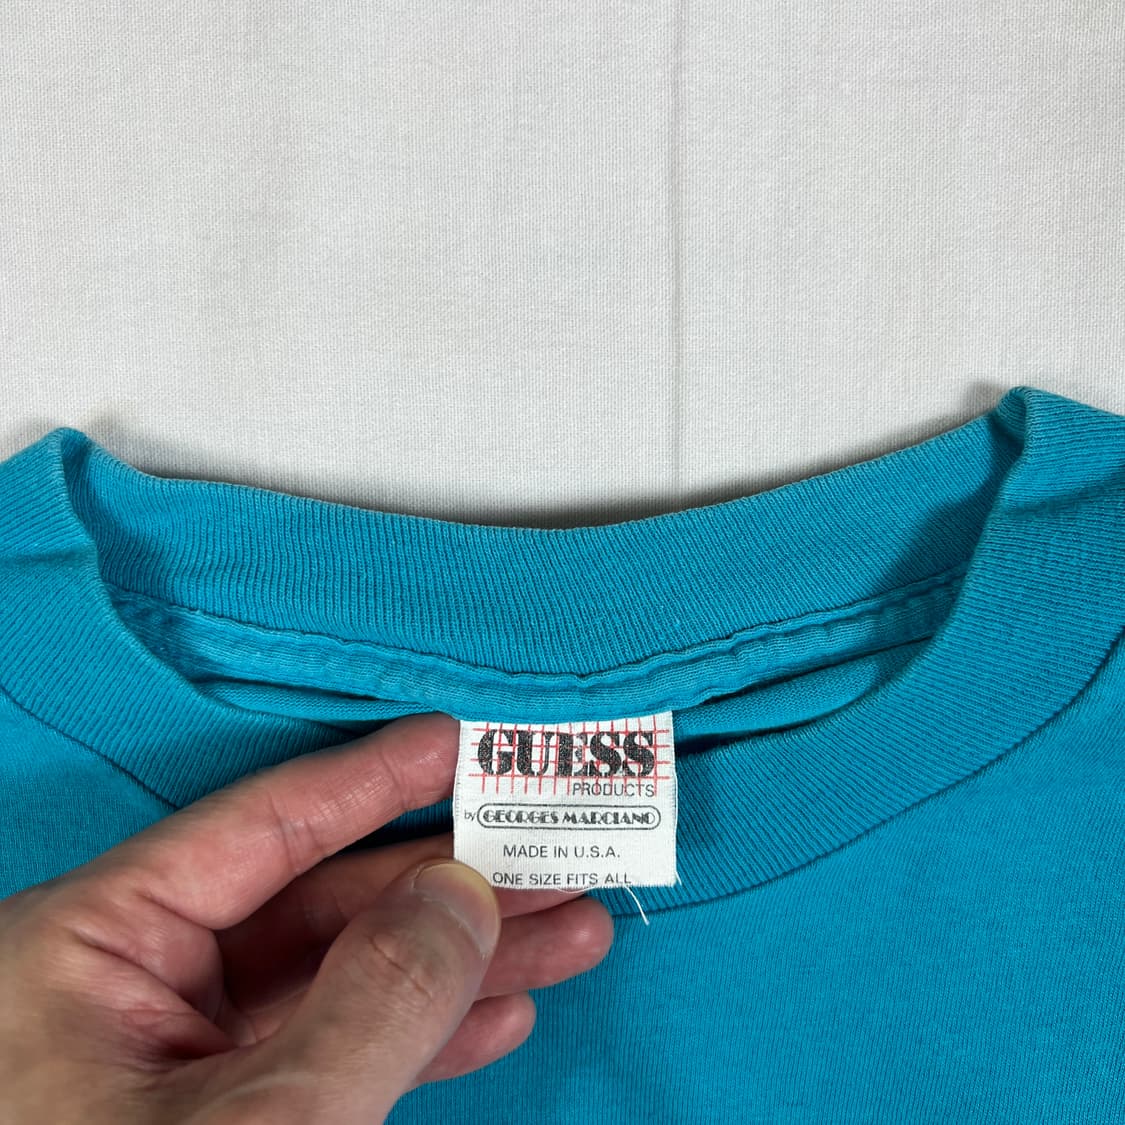 GUESS
PRODUCTS
by GEORGES MARCIANO
MADE IN U.S.A.
ONE SIZE FITS ALL